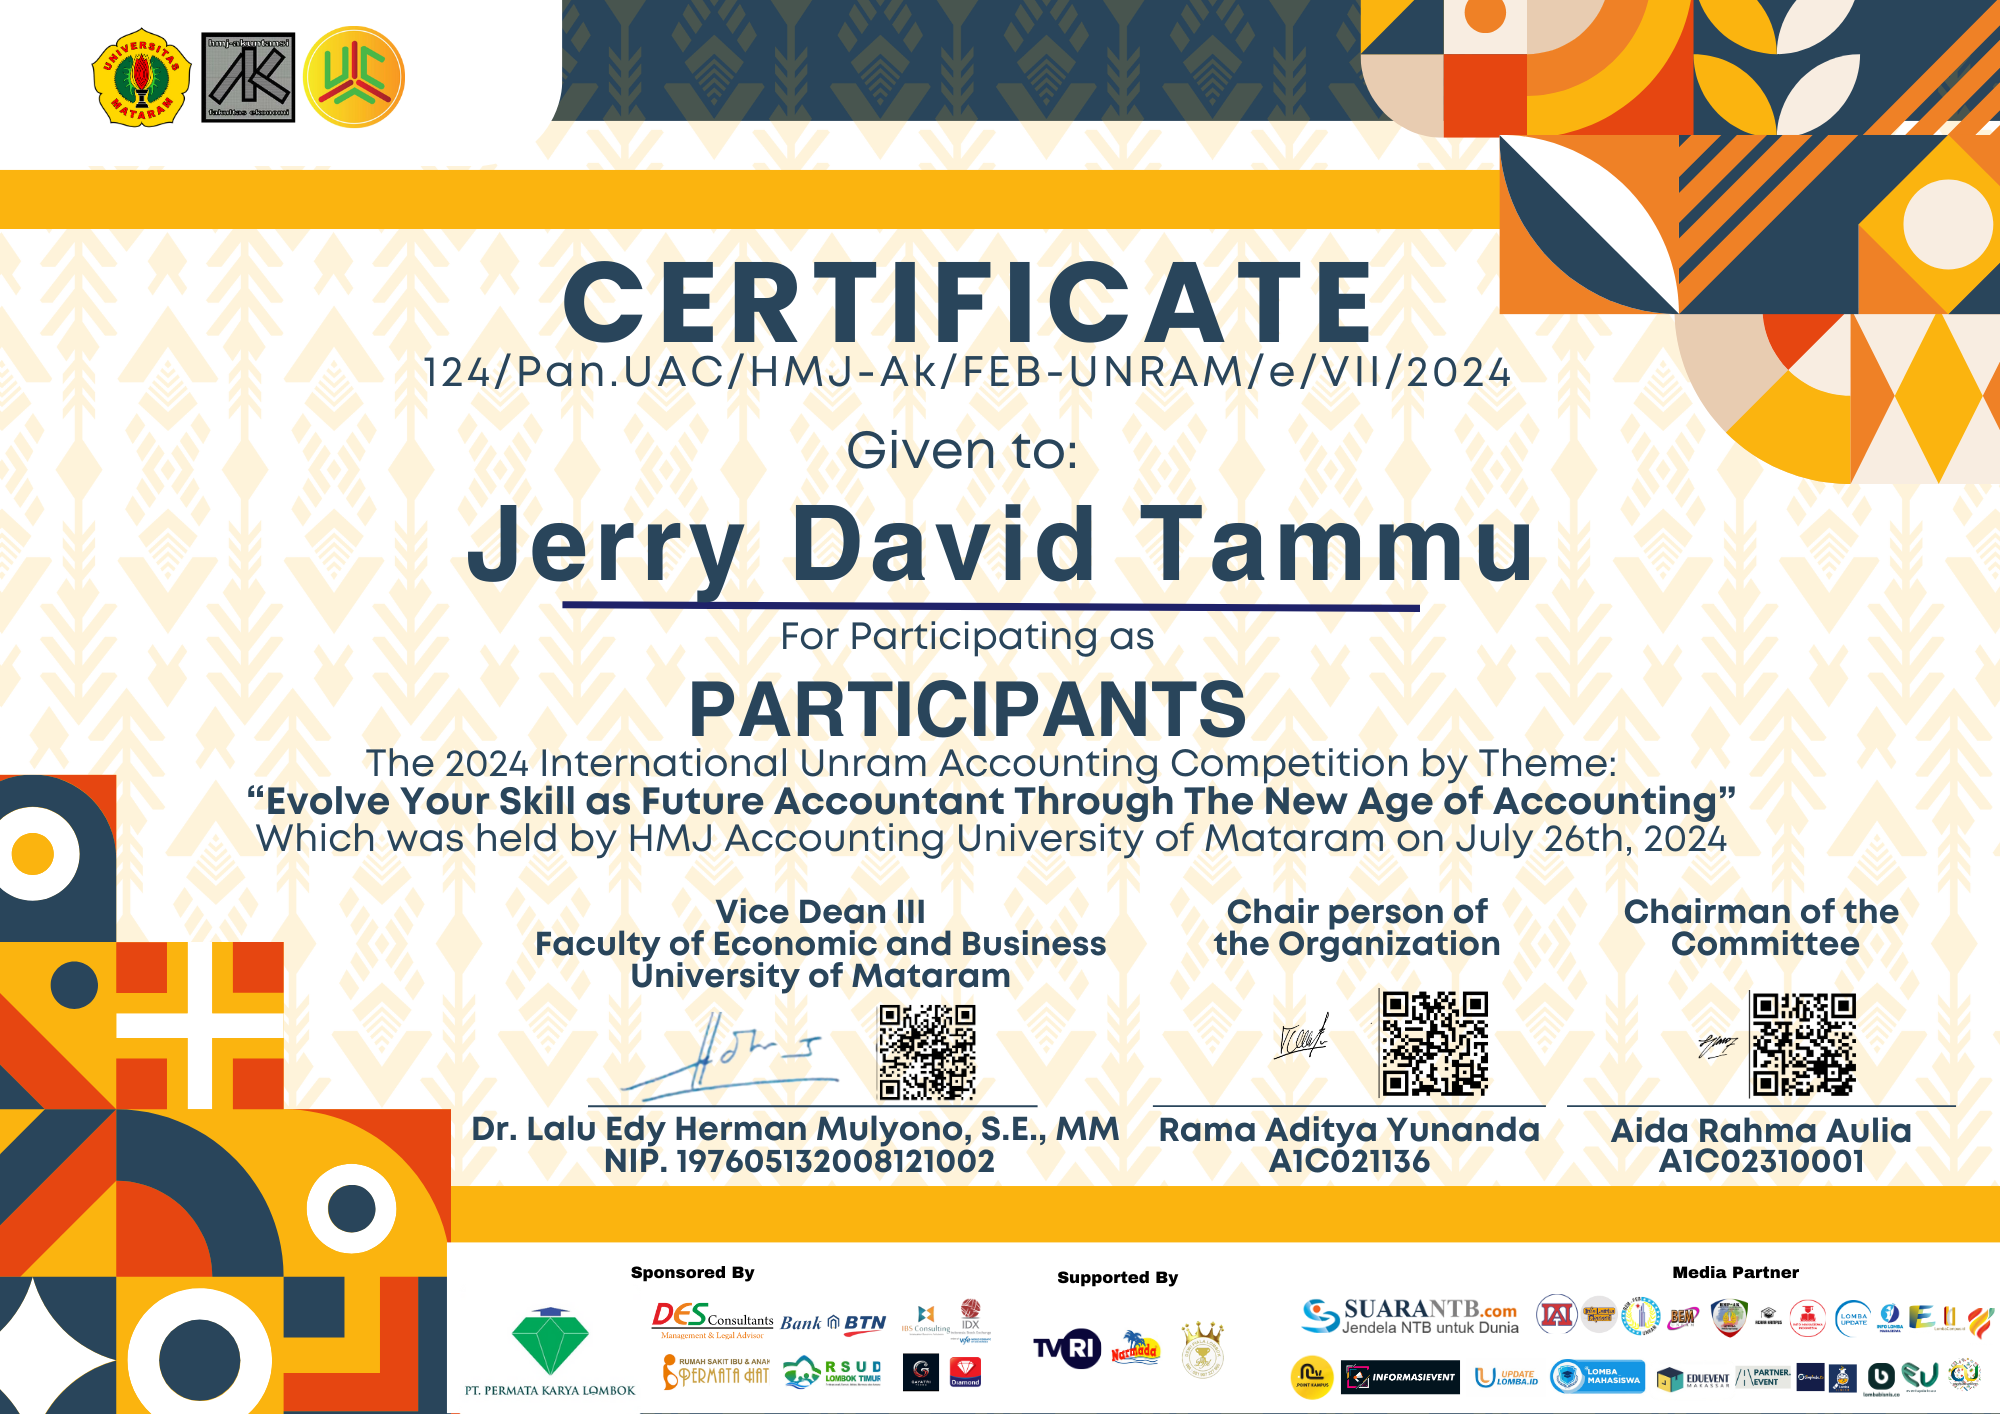 UNIVERSITAS MATARAM
hmj-akuntansi
AK
fakultas ekonomi
UC
CERTIFICATE
124/Pan.UAC/HMJ-Ak/FEB-UNRAM/e/VII/2024
Given to:
Jerry David Tammu
For Participating as
PARTICIPANTS
The 2024 International Unram Accounting Competition by Theme:
“Evolve Your Skill as Future Accountant Through The New Age of Accounting”
Which was held by HMJ Accounting University of Mataram on July 26th, 2024
Vice Dean III
Faculty of Economic and Business
University of Mataram
Dr. Lalu Edy Herman Mulyono, S.E., MM
NIP. 197605132008121002
Chair person of
the Organization
Rama Aditya Yunanda
A1C021136
Chairman of the
Committee
Aida Rahma Aulia
A1C02310001
Sponsored By
PT. PERMATA KARYA LOMBOK
DES Consultants
Management & Legal Advisor
Bank BTN
IBS Consulting
IDX
RUMAH SAKIT IBU & ANAK
PERMATA HATI
RSUD
LOMBOK TIMUR
Diamond
Supported By
TVRI
Narmada
Media Partner
SUARANTB.com
Jendela NTB untuk Dunia
BEM
LOMBA
UPDATE
POINT KAMPUS
INFORMASIEVENT
UPDATE
LOMBA.ID
LOMBA
MAHASISWA
EDUEVENT
MAKASSAR
PARTNER.
EVENT